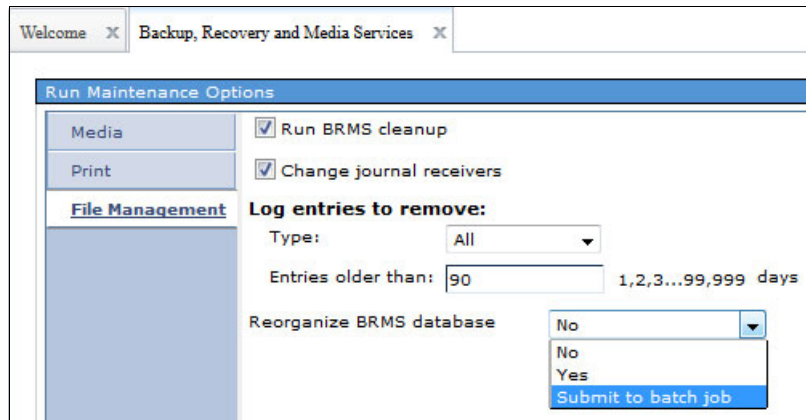 Welcome X Backup, Recovery and Media Services X
Run Maintenance Options
Media
Print
File Management
Run BRMS cleanup
Change journal receivers
Log entries to remove:
Type: All
Entries older than: 90 1,2,3...99,999 days
Reorganize BRMS database No
No
Yes
Submit to batch job